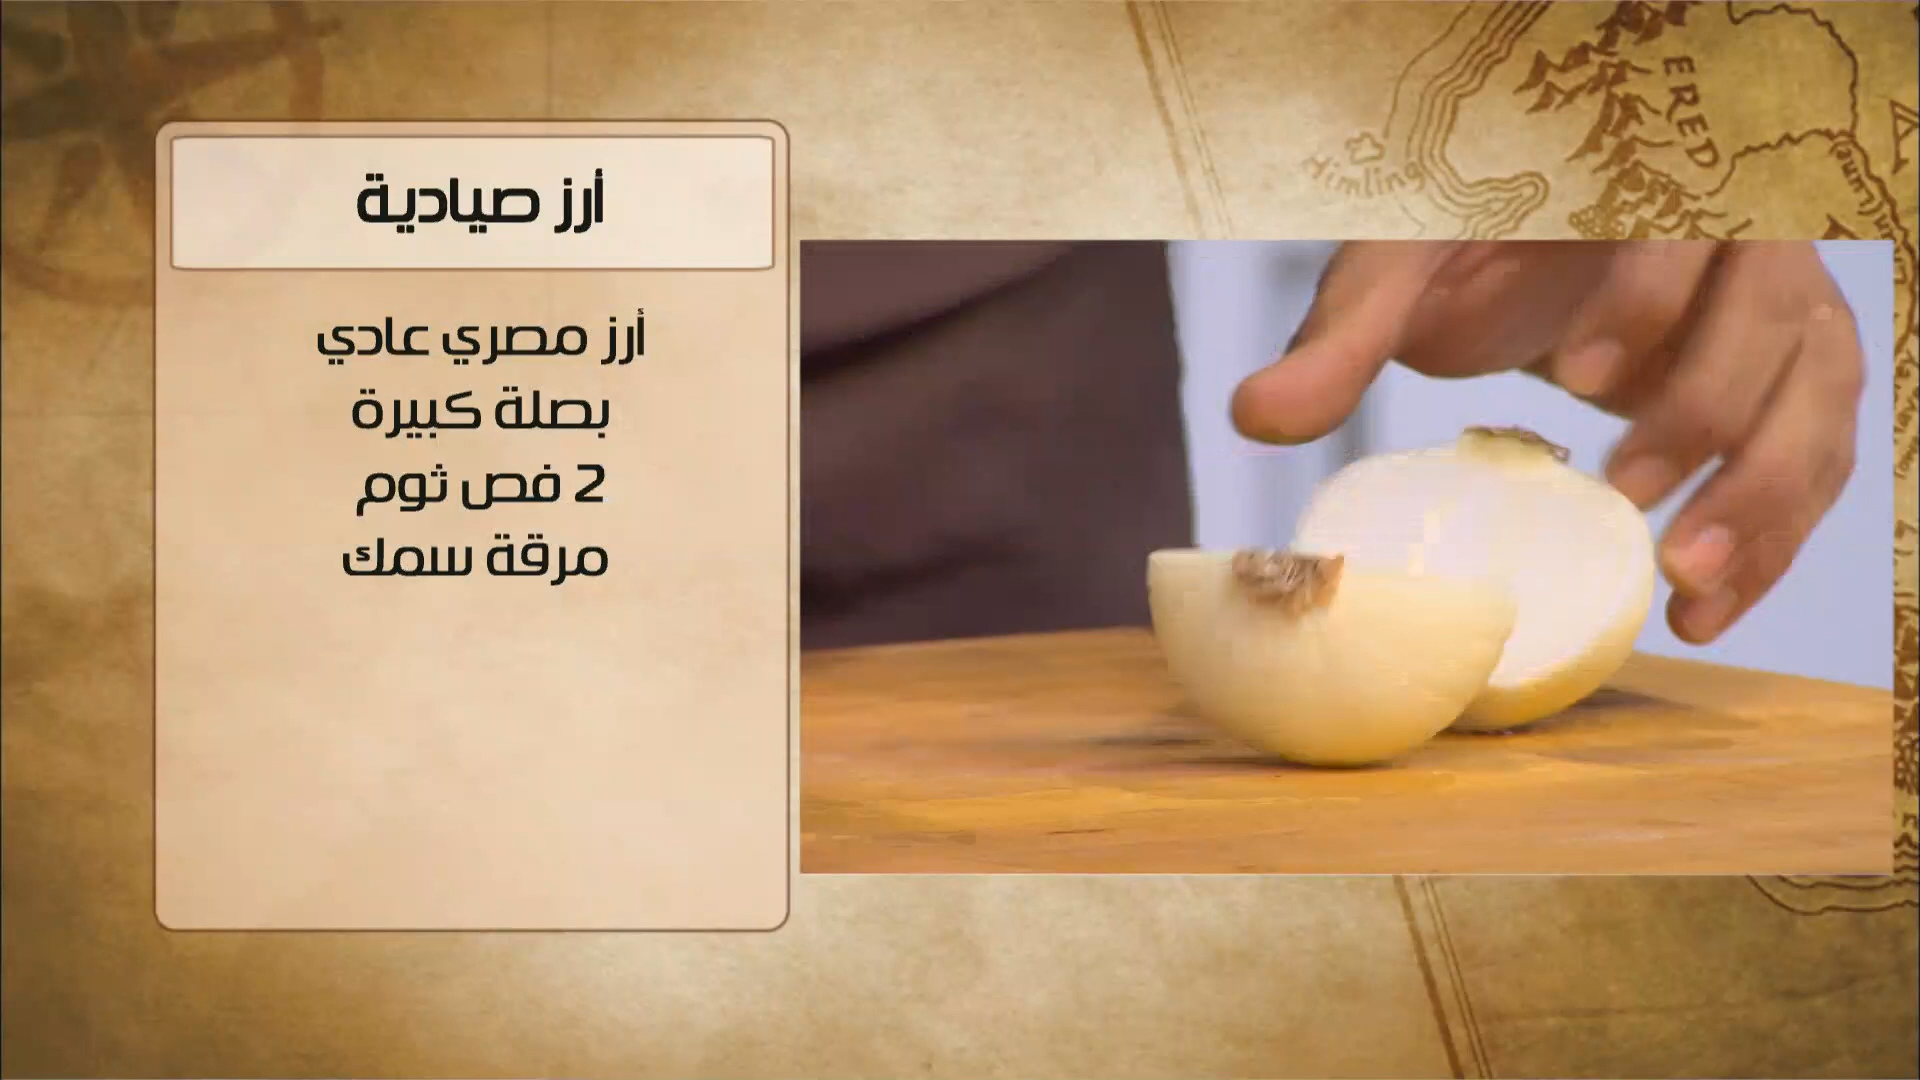 أرز صيادية
أرز مصري عادي
بصلة كبيرة
2 فص ثوم
مرقة سمك
ERED
Himling